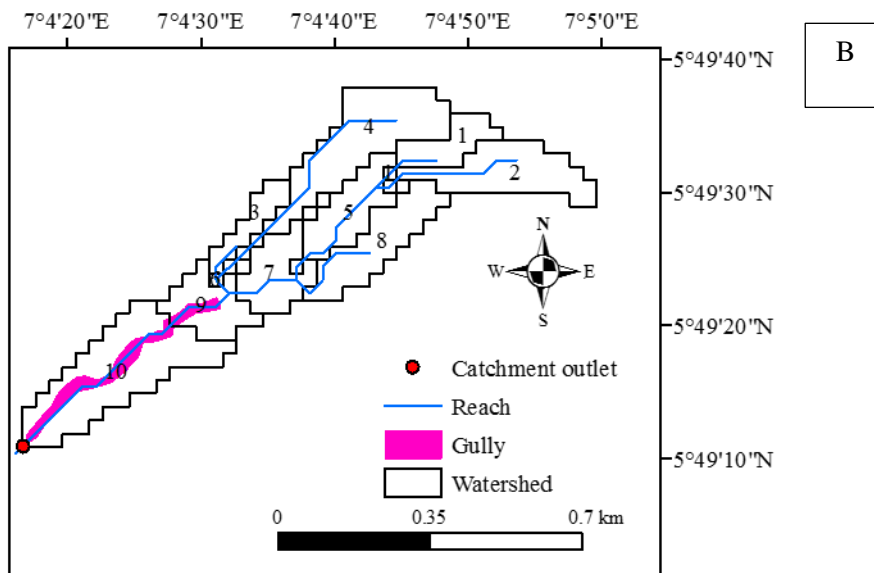 7°4'20"E 7°4'30"E 7°4'40"E 7°4'50"E 7°5'0"E
B
5°49'40"N
4
1
2
5°49'30"N
3
5
8
N
7
W E
6
S
9
5°49'20"N
10
Catchment outlet
Reach
Gully
5°49'10"N
Watershed
0 0.35 0.7 km